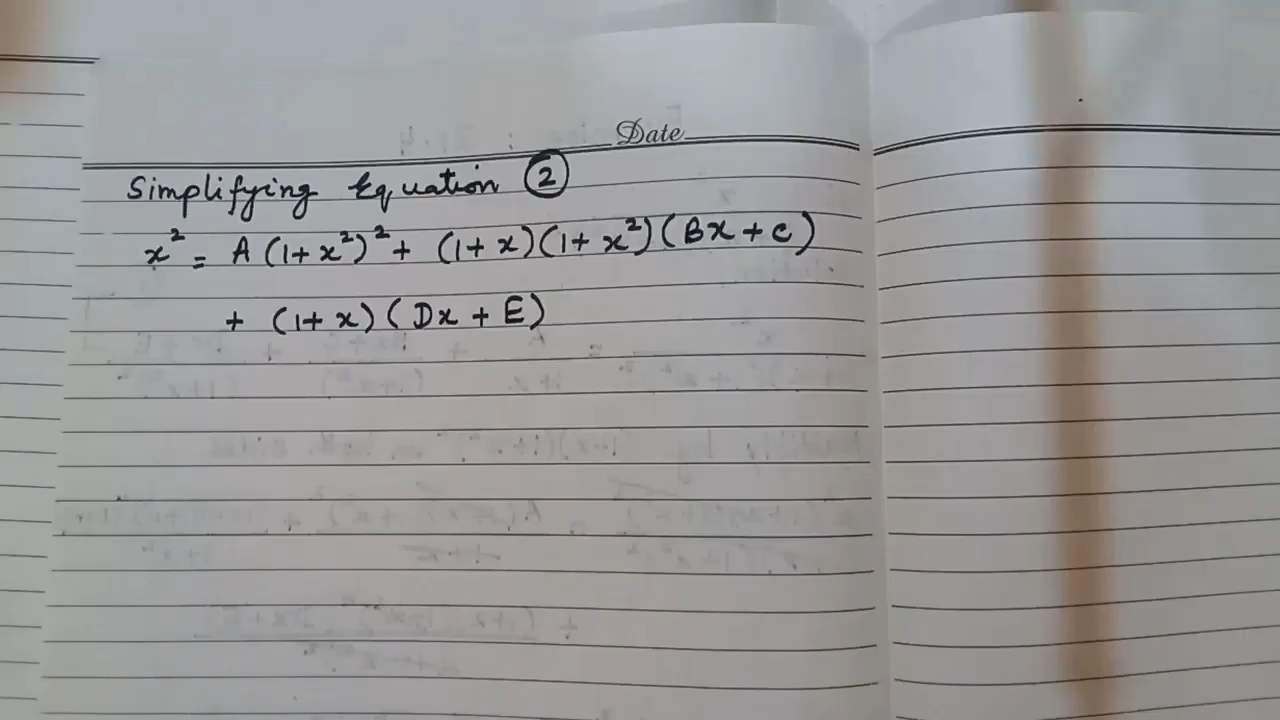 Date
Simplifying Equation ②
x² = A(1+x²)² + (1+x)(1+x²)(Bx+c)
+ (1+x)(Dx+E)